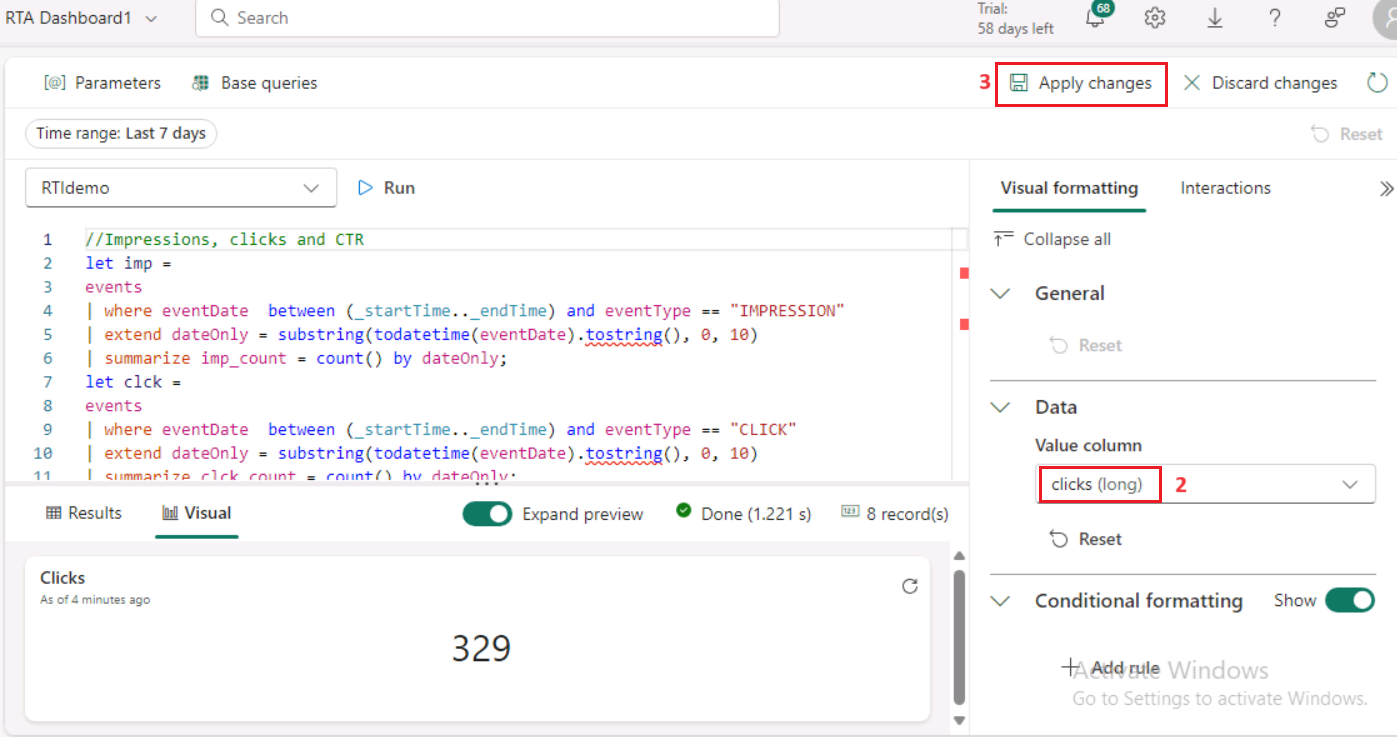 RTA Dashboard1
Search
Trial:
58 days left
68
?
[@] Parameters
Base queries
3
Apply changes
Discard changes
Time range: Last 7 days
Reset
RTIdemo
Run
Visual formatting
Interactions
1 //Impressions, clicks and CTR
2 let imp =
3 events
4 | where eventDate  between (_startTime.._endTime) and eventType == "IMPRESSION"
5 | extend dateOnly = substring(todatetime(eventDate).tostring(), 0, 10)
6 | summarize imp_count = count() by dateOnly;
7 let clck =
8 events
9 | where eventDate  between (_startTime.._endTime) and eventType == "CLICK"
10 | extend dateOnly = substring(todatetime(eventDate).tostring(), 0, 10)
11 | summarize clck_count = count() by dateOnly;
Collapse all
General
Reset
Data
Value column
clicks (long)
2
Reset
Conditional formatting
Show
Add rule
Results
Visual
Expand preview
Done (1.221 s)
123
8 record(s)
Clicks
As of 4 minutes ago
329
Activate Windows
Go to Settings to activate Windows.